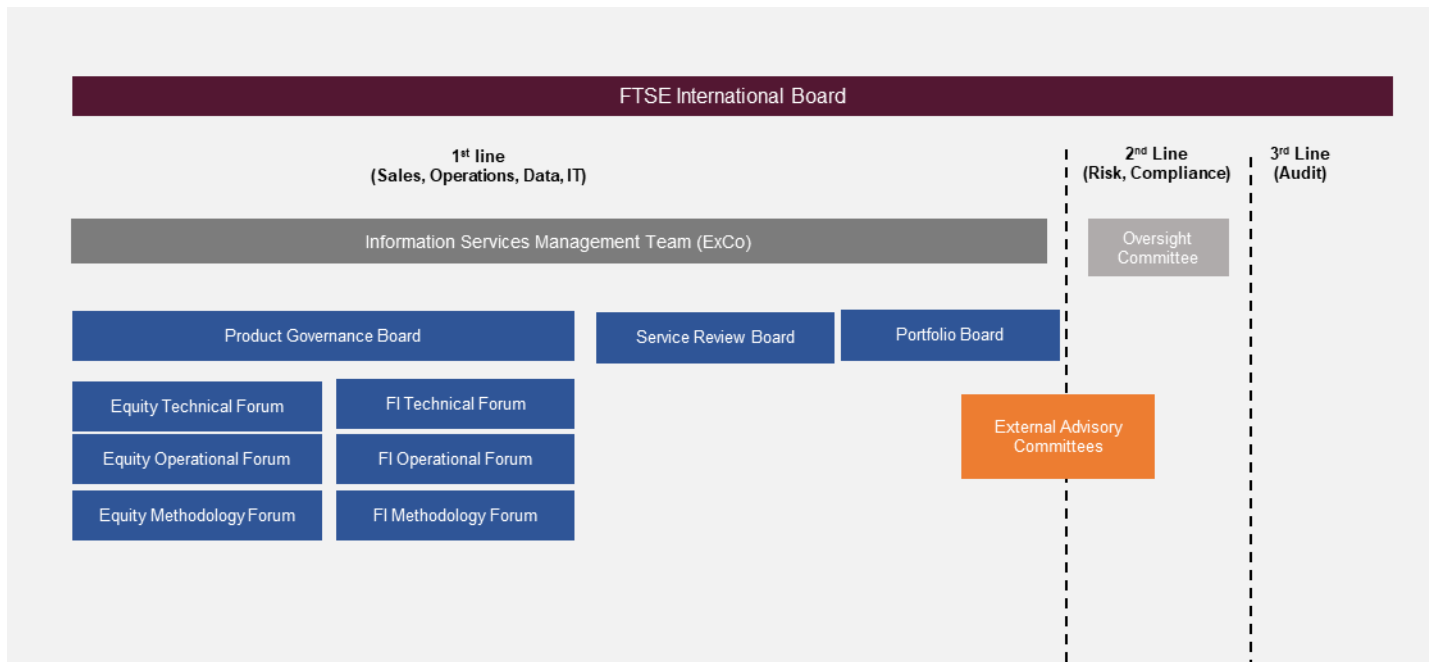 FTSE International Board
1st line
(Sales, Operations, Data, IT)
2nd Line
(Risk, Compliance)
3rd Line
(Audit)
Information Services Management Team (ExCo)
Oversight
Committee
Product Governance Board
Service Review Board
Portfolio Board
Equity Technical Forum
FI Technical Forum
External Advisory
Committees
Equity Operational Forum
FI Operational Forum
Equity Methodology Forum
FI Methodology Forum